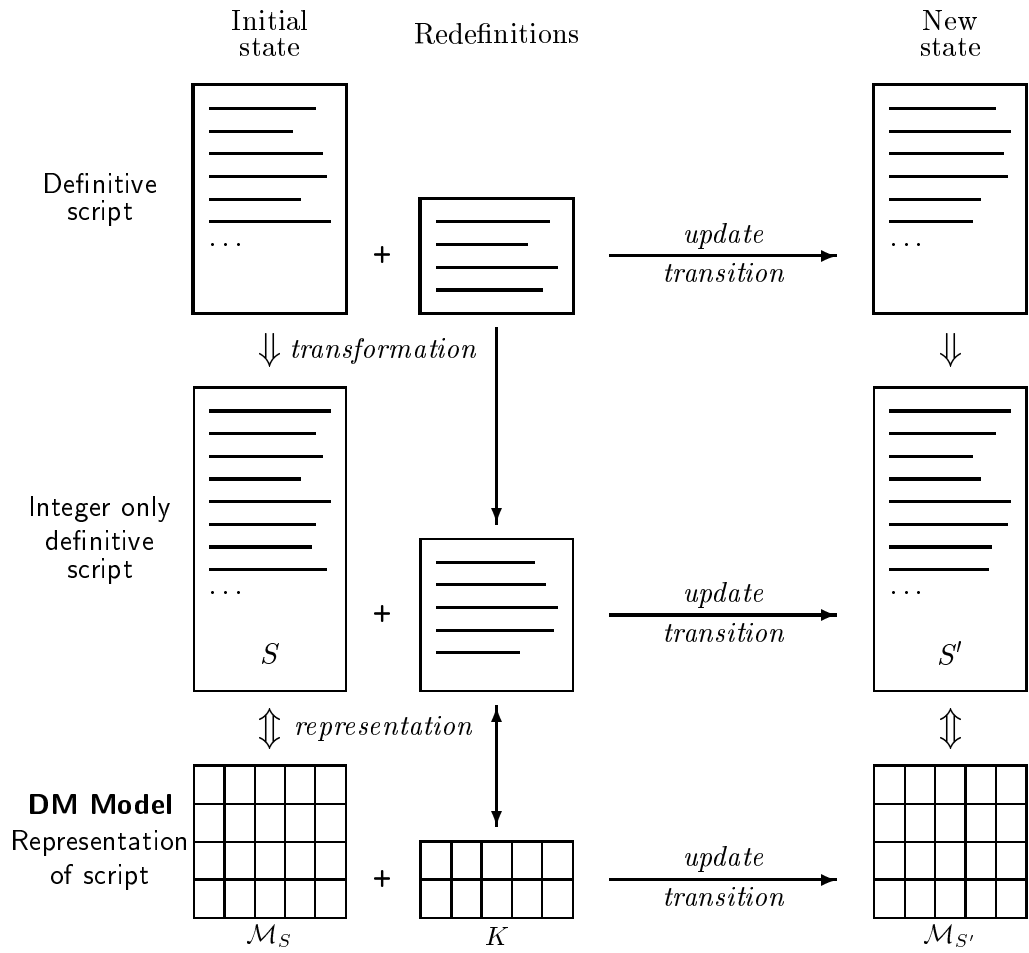 Initial
state
Redefinitions
New
state
Definitive
script
. . .
+
update
transition
. . .
⇓ transformation
⇓
Integer only
definitive
script
. . .
S
+
update
transition
. . .
S′
⇕ representation
⇕
DM Model
Representation
of script
+
update
transition
ℳ_S
K
ℳ_S′